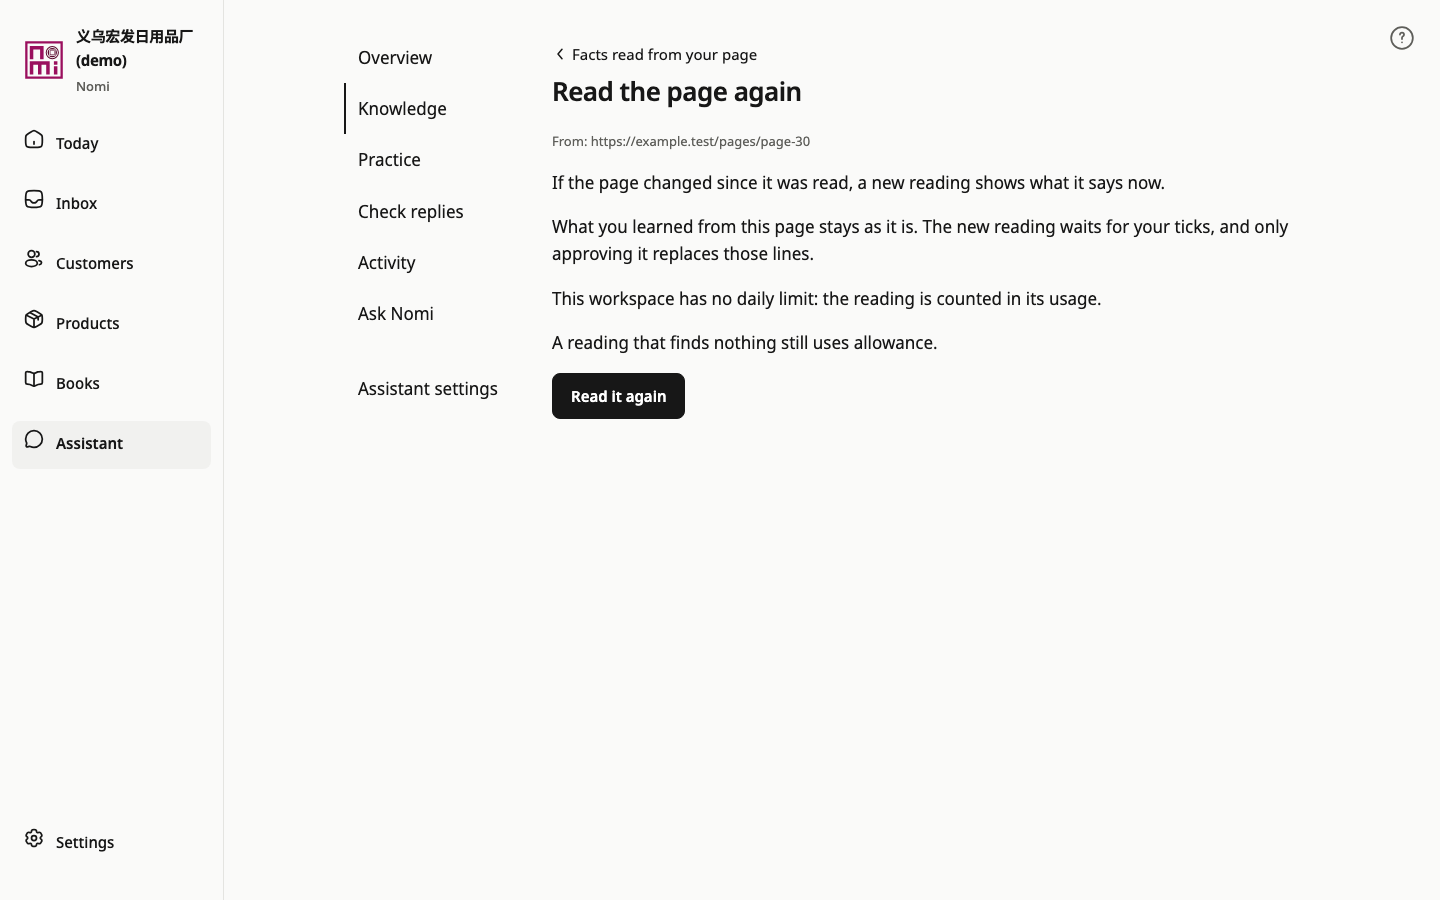 义乌宏发日用品厂
(demo)
Nomi
Today
Inbox
Customers
Products
Books
Assistant
Settings
Overview
Knowledge
Practice
Check replies
Activity
Ask Nomi
Assistant settings
Facts read from your page
Read the page again
From: https://example.test/pages/page-30
If the page changed since it was read, a new reading shows what it says now.
What you learned from this page stays as it is. The new reading waits for your ticks, and only
approving it replaces those lines.
This workspace has no daily limit: the reading is counted in its usage.
A reading that finds nothing still uses allowance.
Read it again